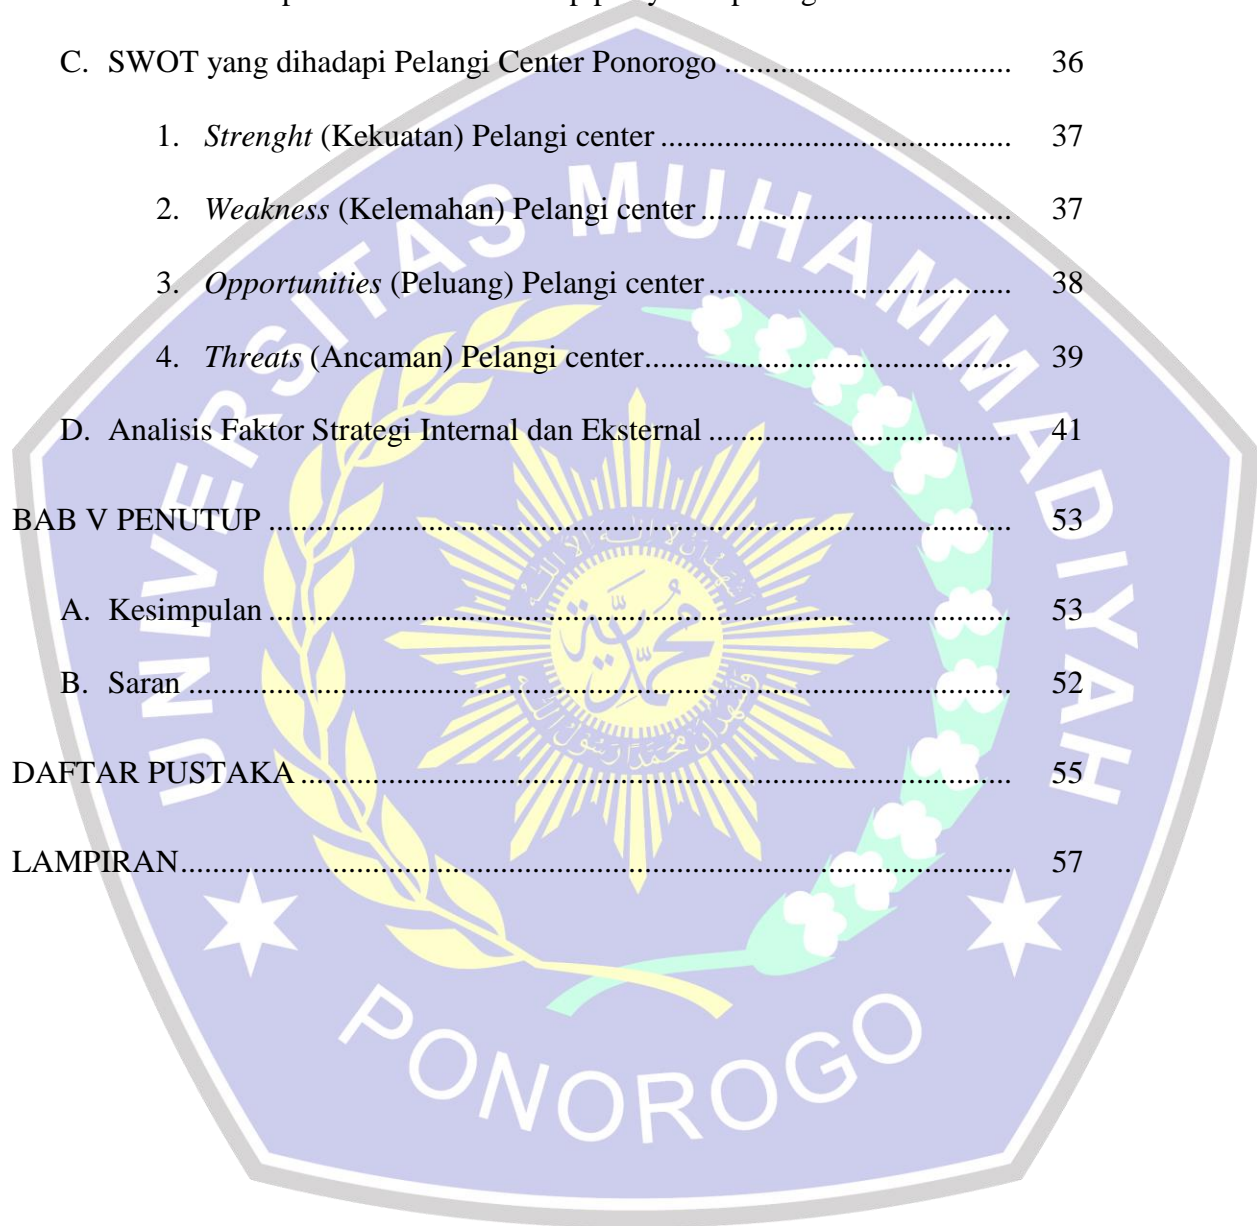 C. SWOT yang dihadapi Pelangi Center Ponorogo .................................... 36
1. Strenght (Kekuatan) Pelangi center ............................................ 37
2. Weakness (Kelemahan) Pelangi center ....................................... 37
3. Opportunities (Peluang) Pelangi center ...................................... 38
4. Threats (Ancaman) Pelangi center.............................................. 39
D. Analisis Faktor Strategi Internal dan Eksternal ...................................... 41
BAB V PENUTUP ............................................................................................. 53
A. Kesimpulan ............................................................................................. 53
B. Saran ....................................................................................................... 52
DAFTAR PUSTAKA ......................................................................................... 55
LAMPIRAN........................................................................................................ 57
UNIVERSITAS MUHAMMADIYAH
PONOROGO
محمدية